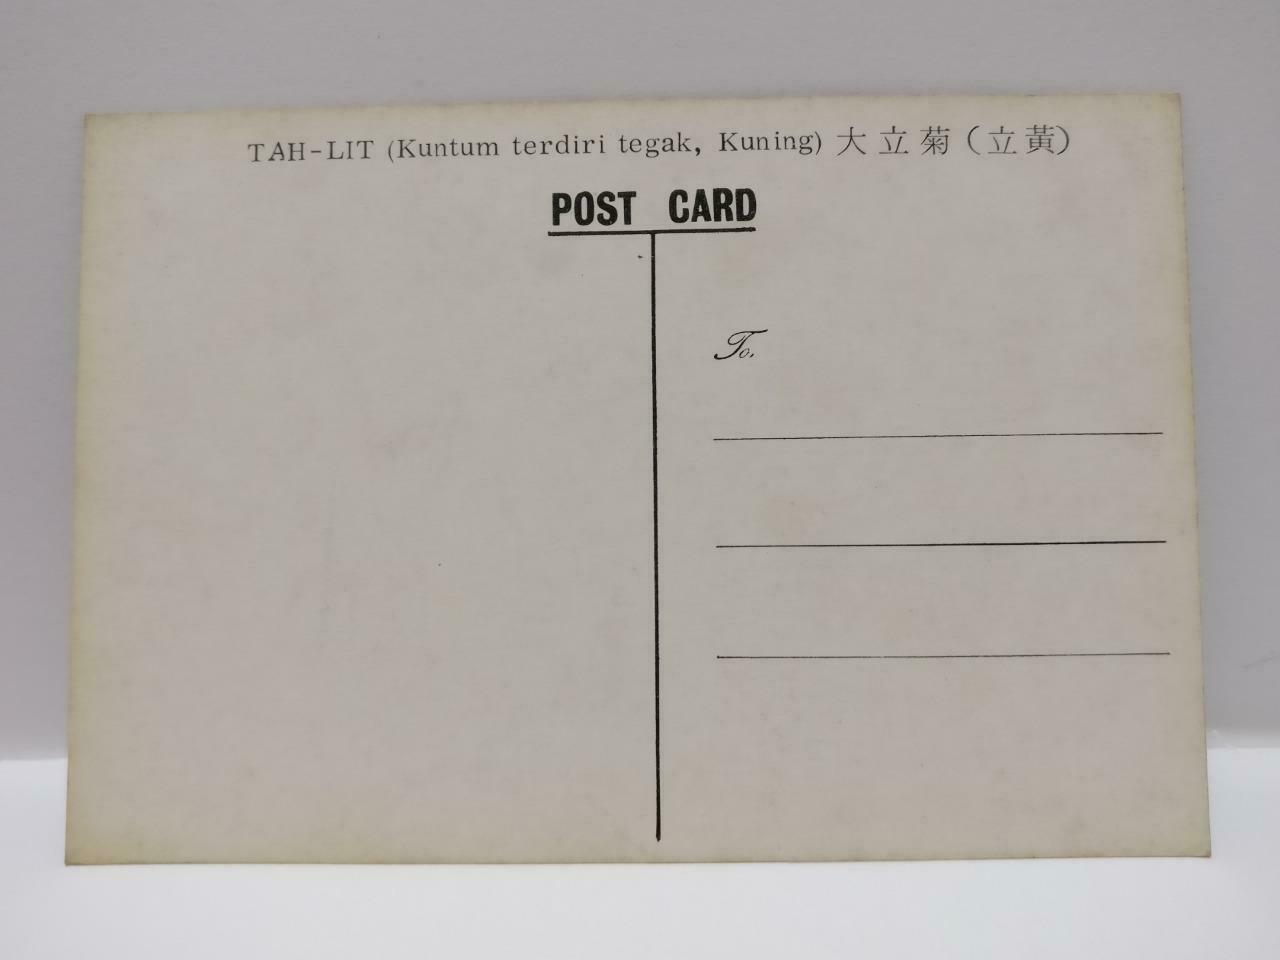 TAH-LIT (Kuntum terdiri tegak, Kuning) 大立菊（立黃）
POST CARD
To.